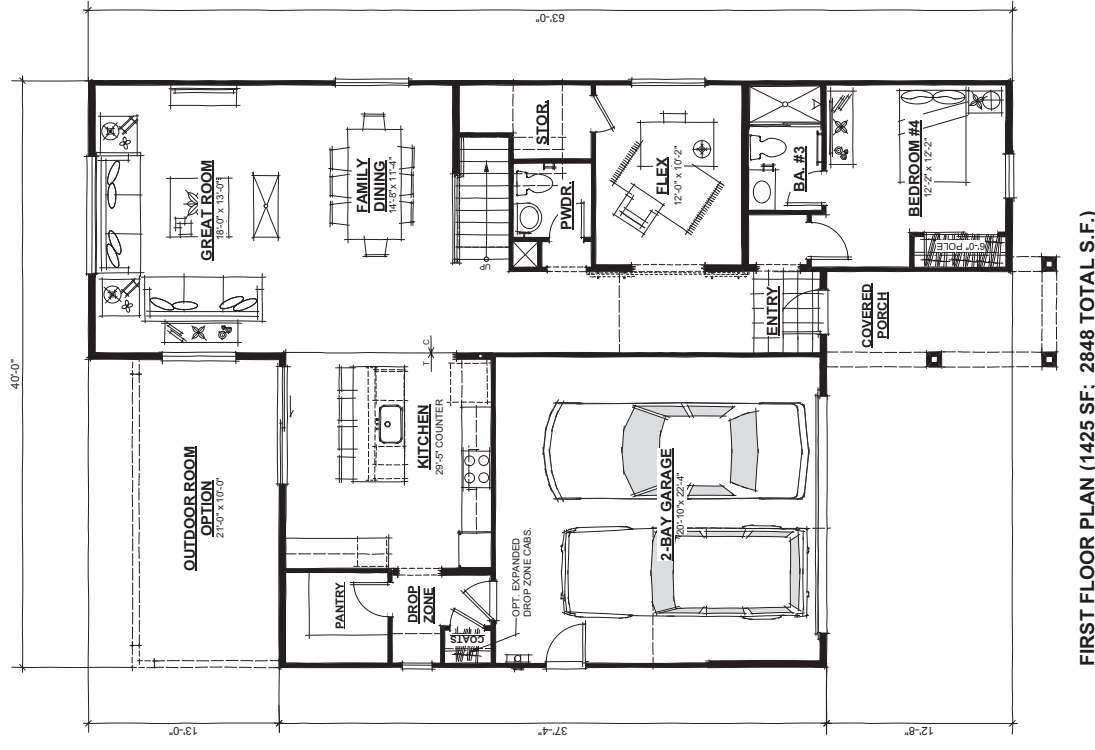 63'-0"
40'-0"
GREAT ROOM
18'-0" x 13'-0"
FAMILY
DINING
14'-8" x 11'-4"
STOR.
PWDR.
UP
FLEX
12'-0" x 10'-2"
BA. #3
BEDROOM #4
12'-2" x 12'-2"
6'-0" POLE
ENTRY
COVERED
PORCH
T C
KITCHEN
29'-5" COUNTER
OUTDOOR ROOM
OPTION
21'-0" x 10'-0"
2-BAY GARAGE
20'-10" x 22'-4"
PANTRY
DROP
ZONE
COATS
OPT. EXPANDED
DROP ZONE CABS.
13'-0"
37'-4"
12'-8"
FIRST FLOOR PLAN (1425 SF; 2848 TOTAL S.F.)